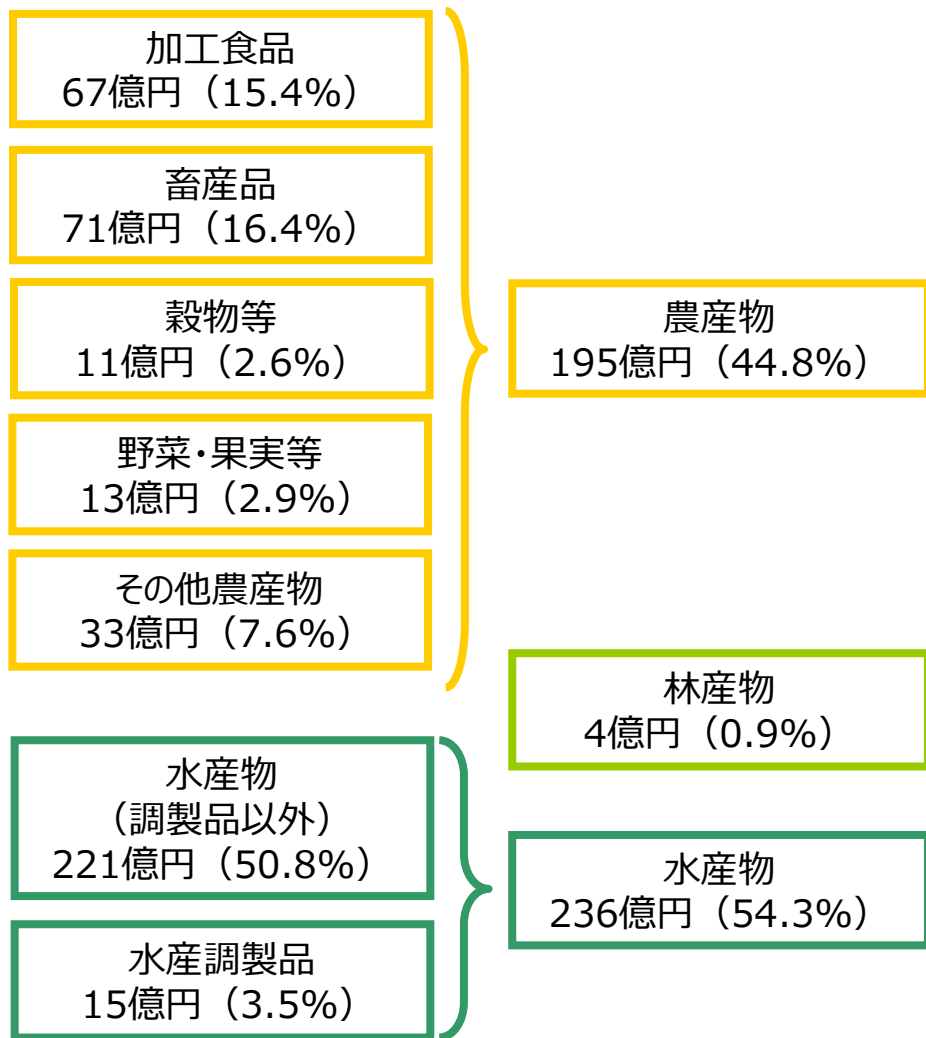 加工食品
67億円（15.4%）
畜産品
71億円（16.4%）
穀物等
11億円（2.6%）
野菜・果実等
13億円（2.9%）
その他農産物
33億円（7.6%）
農産物
195億円（44.8%）
林産物
4億円（0.9%）
水産物
（調製品以外）
221億円（50.8%）
水産調製品
15億円（3.5%）
水産物
236億円（54.3%）